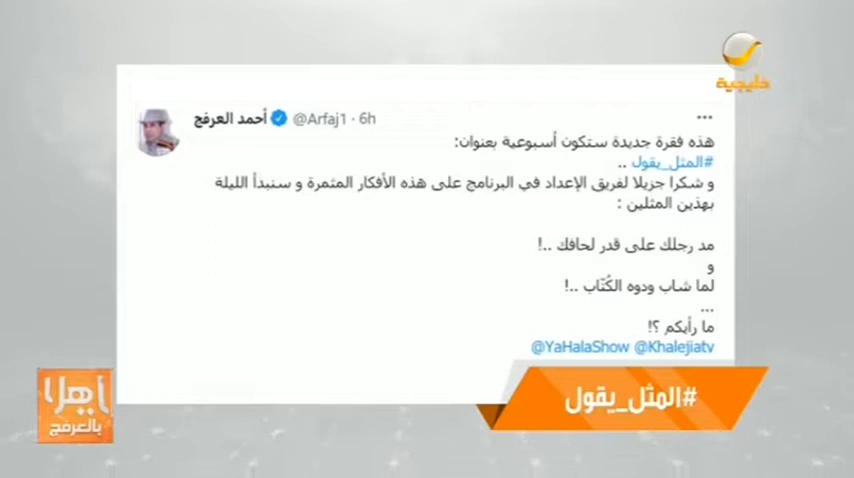 خليجية
أحمد العرفج @Arfaj1 · 6h
هذه فقرة جديدة ستكون أسبوعية بعنوان:
#المثل_يقول ..
و شكرا جزيلا لفريق الإعداد في البرنامج على هذه الأفكار المثمرة و سنبدأ الليلة
بهذين المثلين :
مد رجلك على قدر لحافك ..!
و
لما شاب ودوه الكُتّاب ..!
...
ما رأيكم ؟!
@YaHalaShow @Khalejiatv
#المثل_يقول
ياهلا
بالعرفج